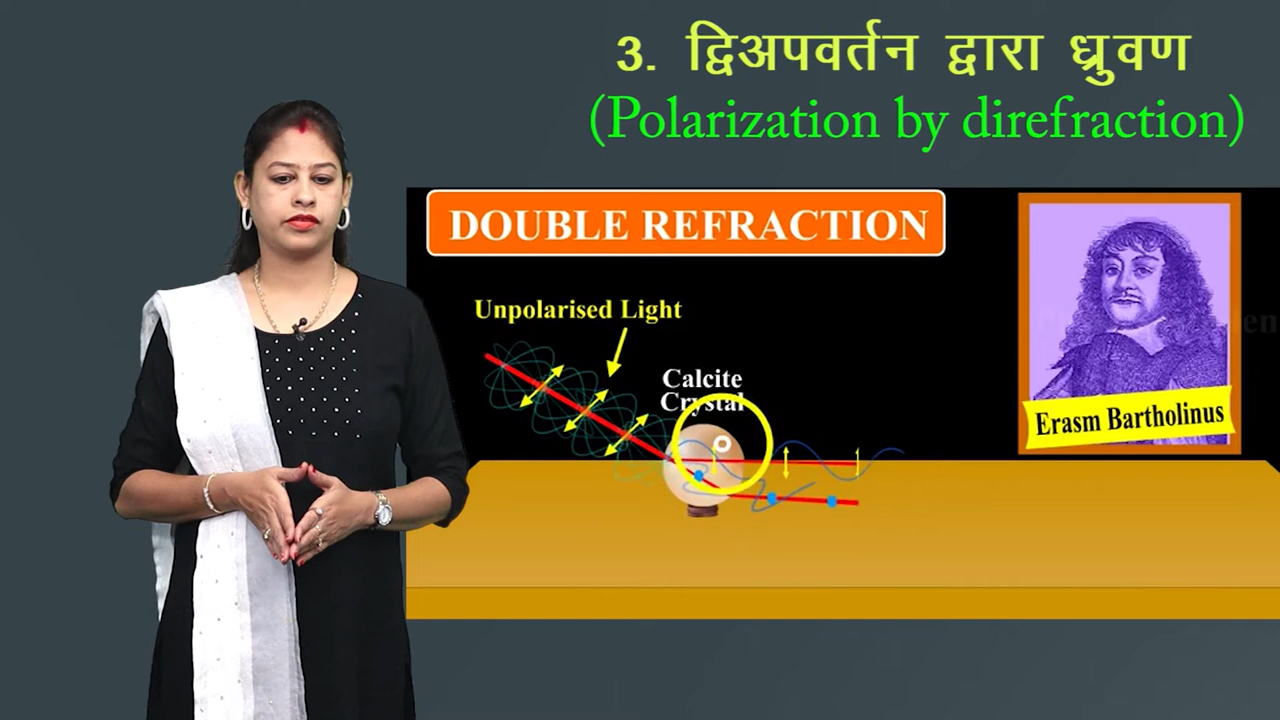 3. द्विअपवर्तन द्वारा ध्रुवण
(Polarization by direfraction)
DOUBLE REFRACTION
Unpolarised Light
Calcite
Crystal
Erasm Bartholinus